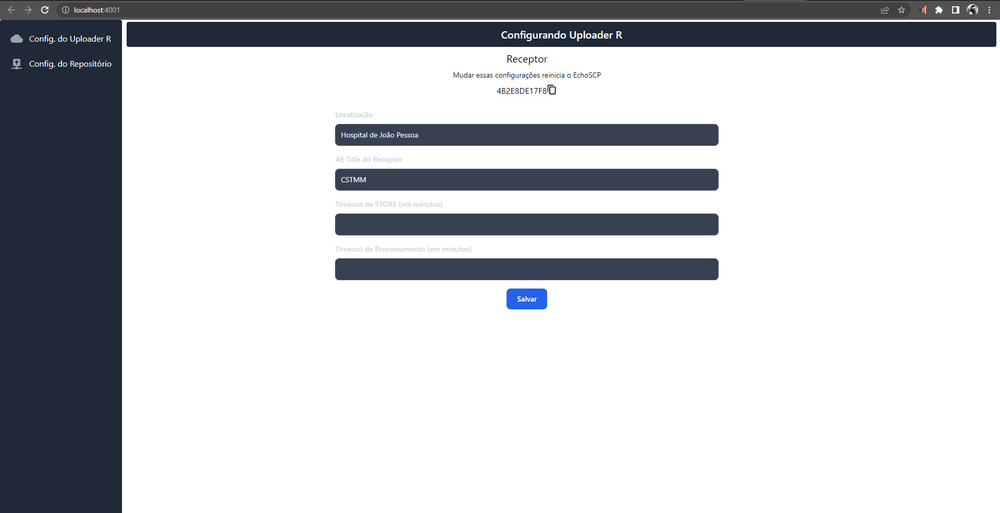 localhost:4001
Config. do Uploader R
Config. do Repositório
Configurando Uploader R
Receptor
Mudar essas configurações reinicia o EchoSCP
4B2E8DE17F8
Localização
Hospital de João Pessoa
AE Title do Receptor
CSTMM
Timeout de STORE (em minutos)
Timeout de Processamento (em minutos)
Salvar